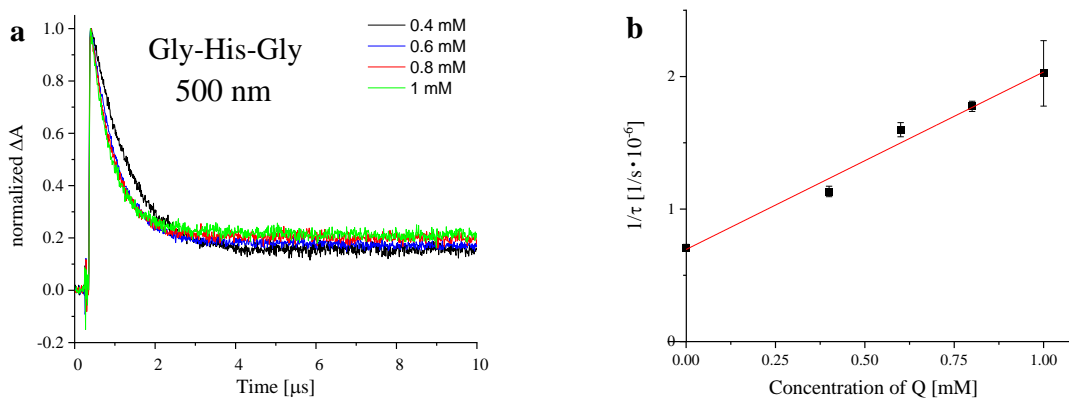 a
Gly-His-Gly
500 nm
0.4 mM
0.6 mM
0.8 mM
1 mM
normalized ΔA
1.0
0.8
0.6
0.4
0.2
0.0
-0.2
0
2
4
6
8
10
Time [μs]
b
1/τ [1/s·10⁻⁶]
2
1
0
0.00
0.25
0.50
0.75
1.00
Concentration of Q [mM]